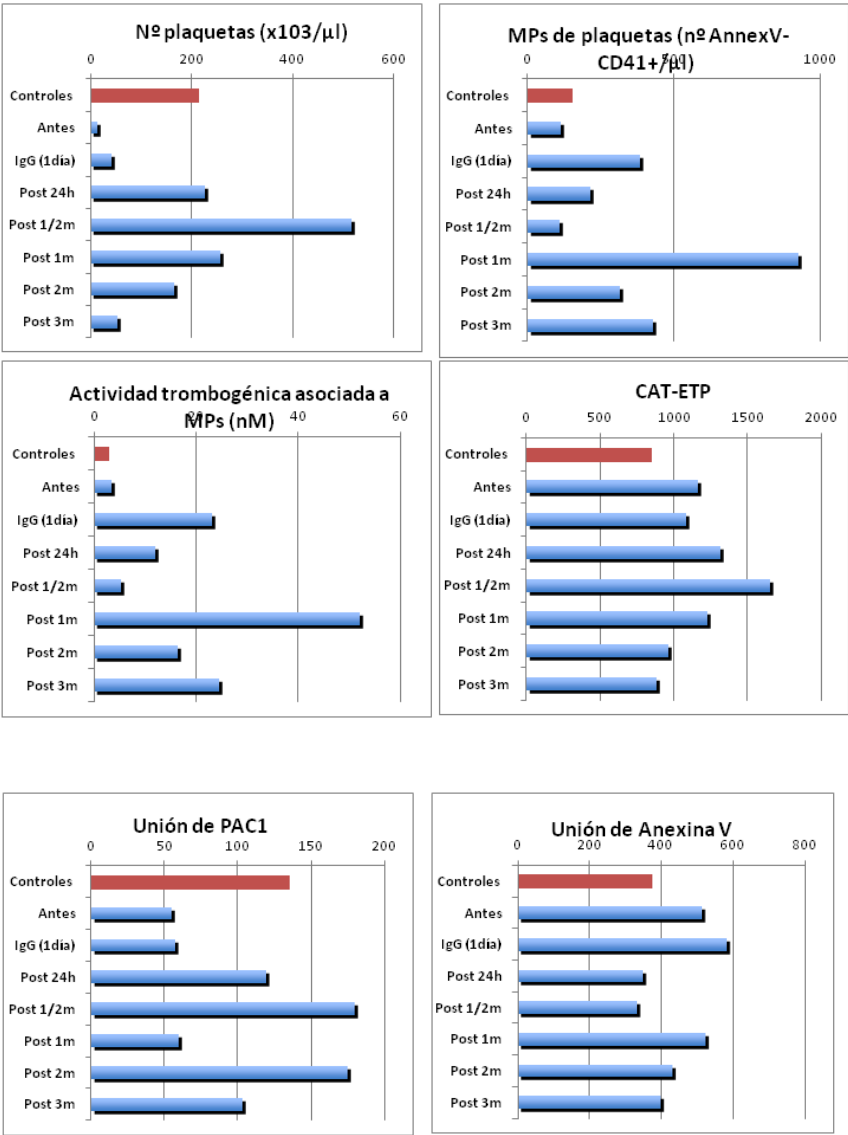 Nº plaquetas (x103/µl)
0 200 400 600
Controles
Antes
IgG (1día)
Post 24h
Post 1/2m
Post 1m
Post 2m
Post 3m
MPs de plaquetas (nº AnnexV-
CD41+/µl)
0 500 1000
Controles
Antes
IgG (1día)
Post 24h
Post 1/2m
Post 1m
Post 2m
Post 3m
Actividad trombogénica asociada a
MPs (nM)
0 20 40 60
Controles
Antes
IgG (1día)
Post 24h
Post 1/2m
Post 1m
Post 2m
Post 3m
CAT-ETP
0 500 1000 1500 2000
Controles
Antes
IgG (1día)
Post 24h
Post 1/2m
Post 1m
Post 2m
Post 3m
Unión de PAC1
0 50 100 150 200
Controles
Antes
IgG (1día)
Post 24h
Post 1/2m
Post 1m
Post 2m
Post 3m
Unión de Anexina V
0 200 400 600 800
Controles
Antes
IgG (1día)
Post 24h
Post 1/2m
Post 1m
Post 2m
Post 3m